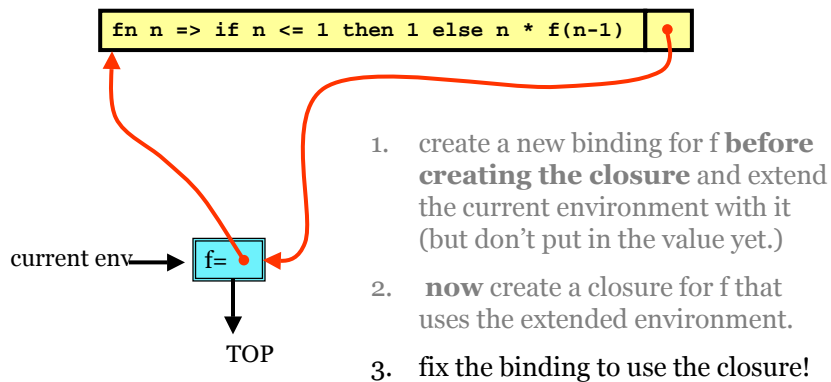 fn n => if n <= 1 then 1 else n * f(n-1)
1. create a new binding for f before
creating the closure and extend
the current environment with it
(but don't put in the value yet.)
current env
f=
2. now create a closure for f that
uses the extended environment.
TOP
3. fix the binding to use the closure!